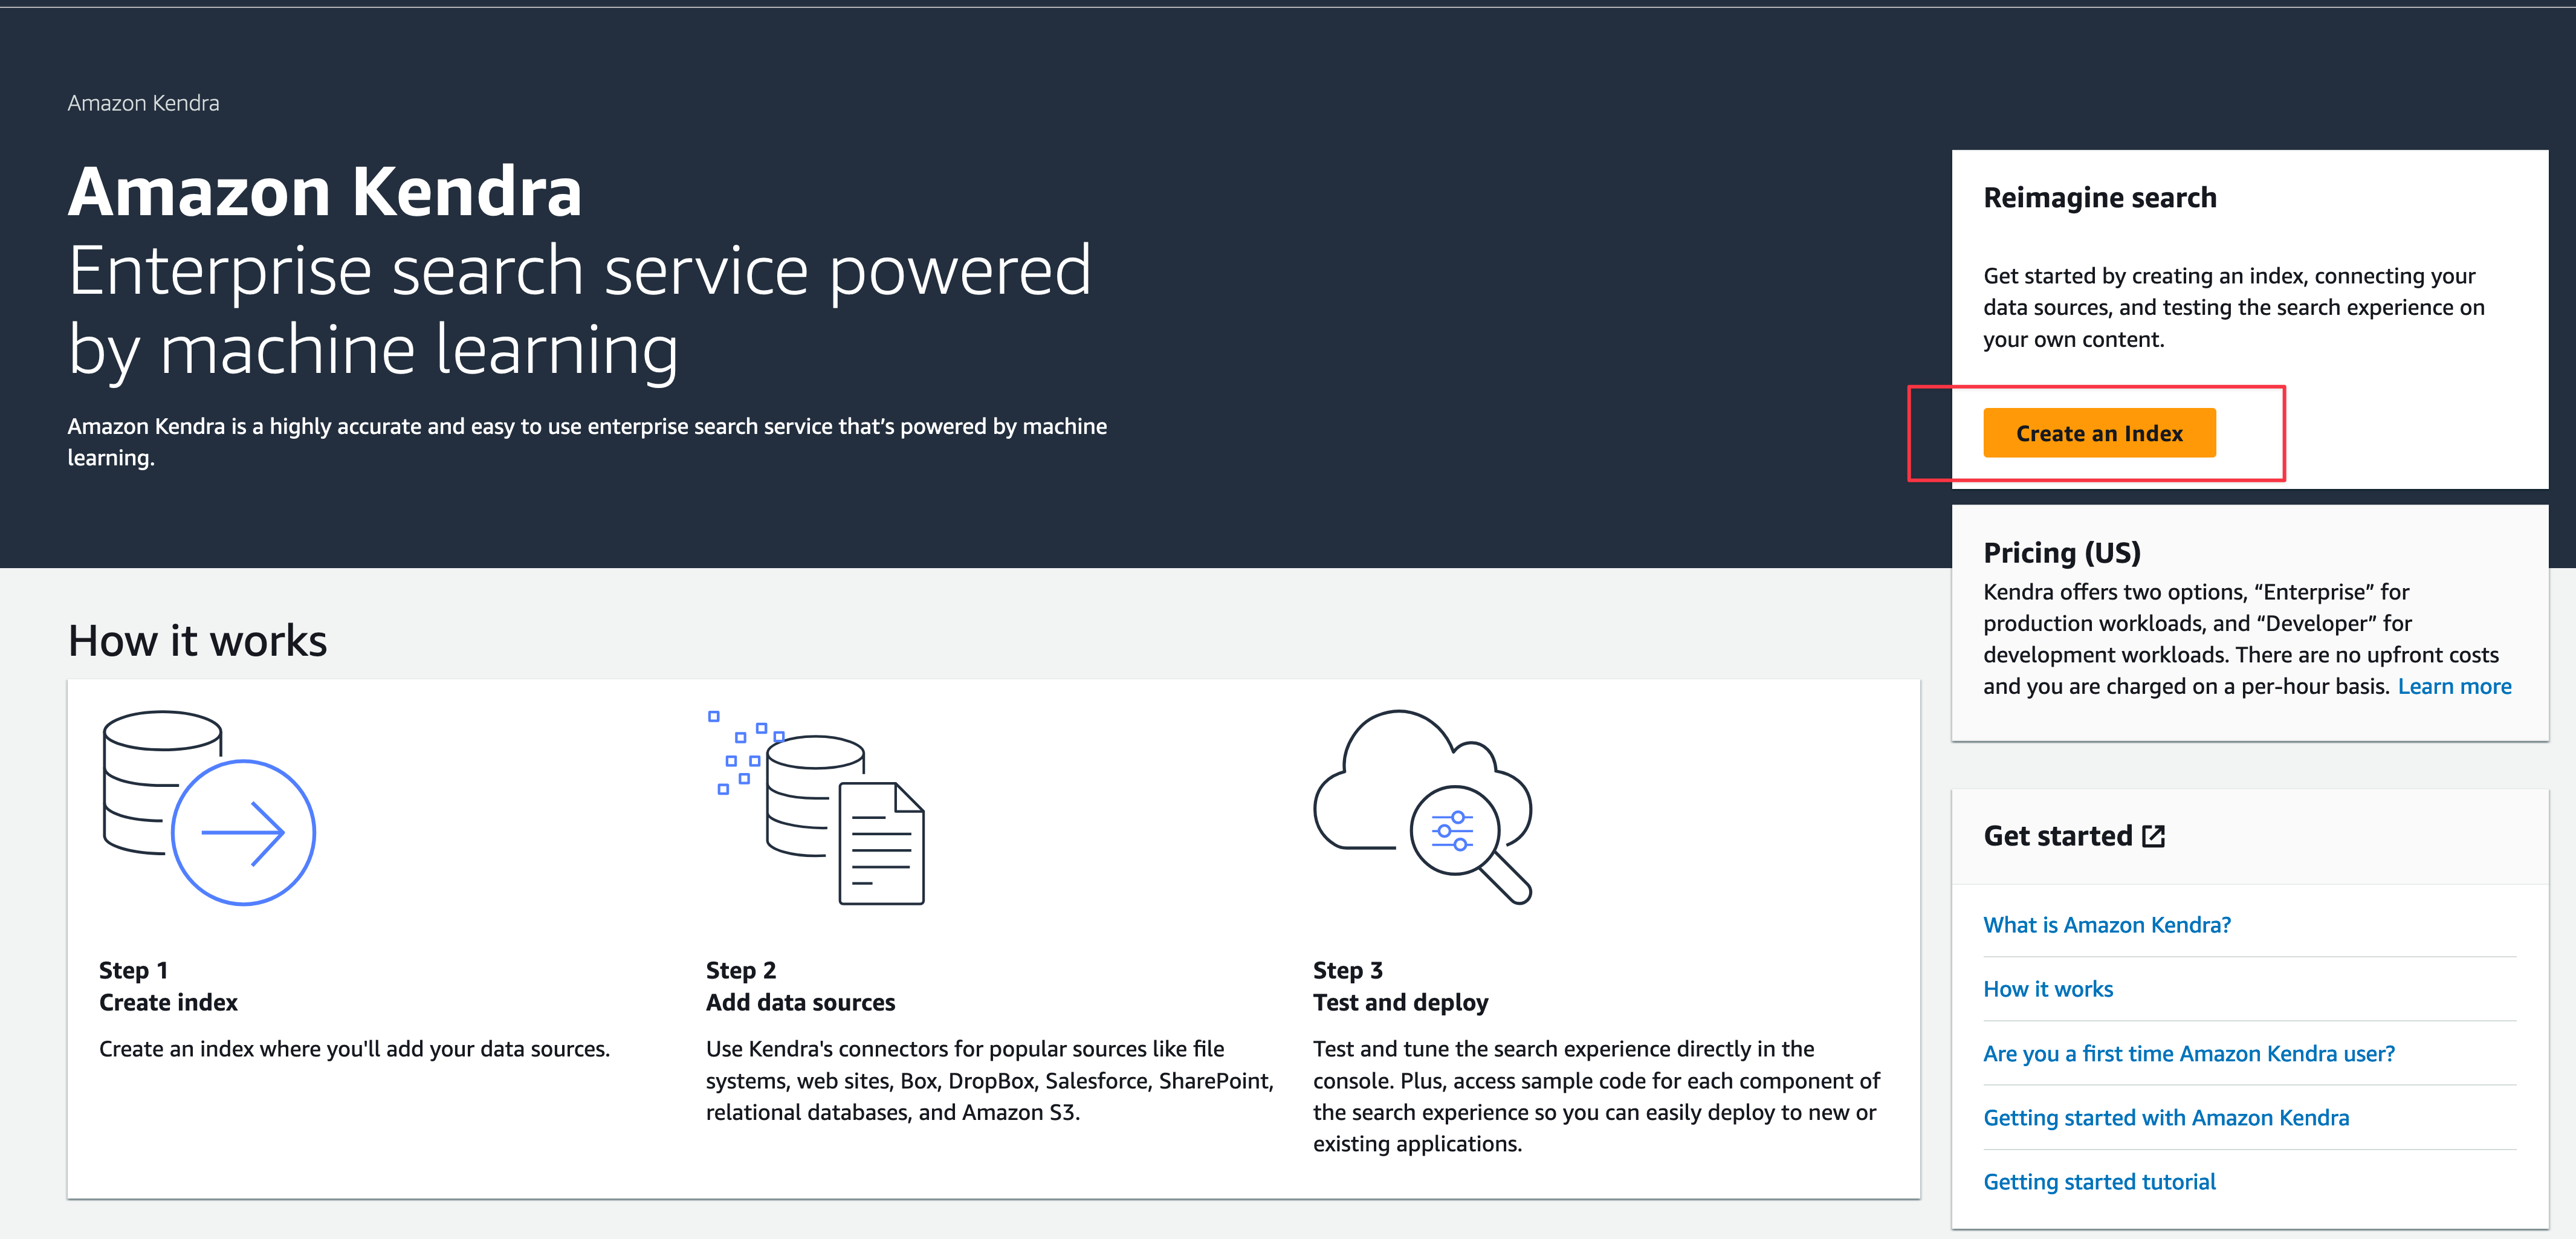 Amazon Kendra
Amazon Kendra
Enterprise search service powered
by machine learning
Amazon Kendra is a highly accurate and easy to use enterprise search service that’s powered by machine
learning.
Reimagine search
Get started by creating an index, connecting your
data sources, and testing the search experience on
your own content.
Create an Index
Pricing (US)
Kendra offers two options, “Enterprise” for
production workloads, and “Developer” for
development workloads. There are no upfront costs
and you are charged on a per-hour basis. Learn more
How it works
Step 1
Create index
Create an index where you'll add your data sources.
Step 2
Add data sources
Use Kendra's connectors for popular sources like file
systems, web sites, Box, DropBox, Salesforce, SharePoint,
relational databases, and Amazon S3.
Step 3
Test and deploy
Test and tune the search experience directly in the
console. Plus, access sample code for each component of
the search experience so you can easily deploy to new or
existing applications.
Get started
What is Amazon Kendra?
How it works
Are you a first time Amazon Kendra user?
Getting started with Amazon Kendra
Getting started tutorial